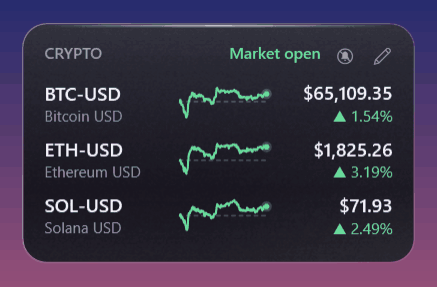 CRYPTO Market open
BTC-USD $65,109.35
Bitcoin USD ▲ 1.54%
ETH-USD $1,825.26
Ethereum USD ▲ 3.19%
SOL-USD $71.93
Solana USD ▲ 2.49%